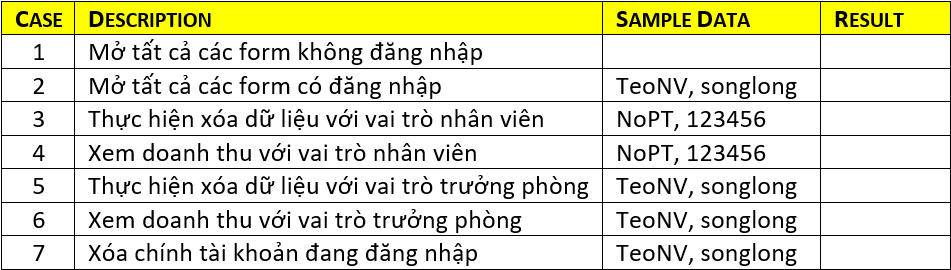 CASE DESCRIPTION SAMPLE DATA RESULT
1 Mở tất cả các form không đăng nhập
2 Mở tất cả các form có đăng nhập TeoNV, songlong
3 Thực hiện xóa dữ liệu với vai trò nhân viên NoPT, 123456
4 Xem doanh thu với vai trò nhân viên NoPT, 123456
5 Thực hiện xóa dữ liệu với vai trò trưởng phòng TeoNV, songlong
6 Xem doanh thu với vai trò trưởng phòng TeoNV, songlong
7 Xóa chính tài khoản đang đăng nhập TeoNV, songlong